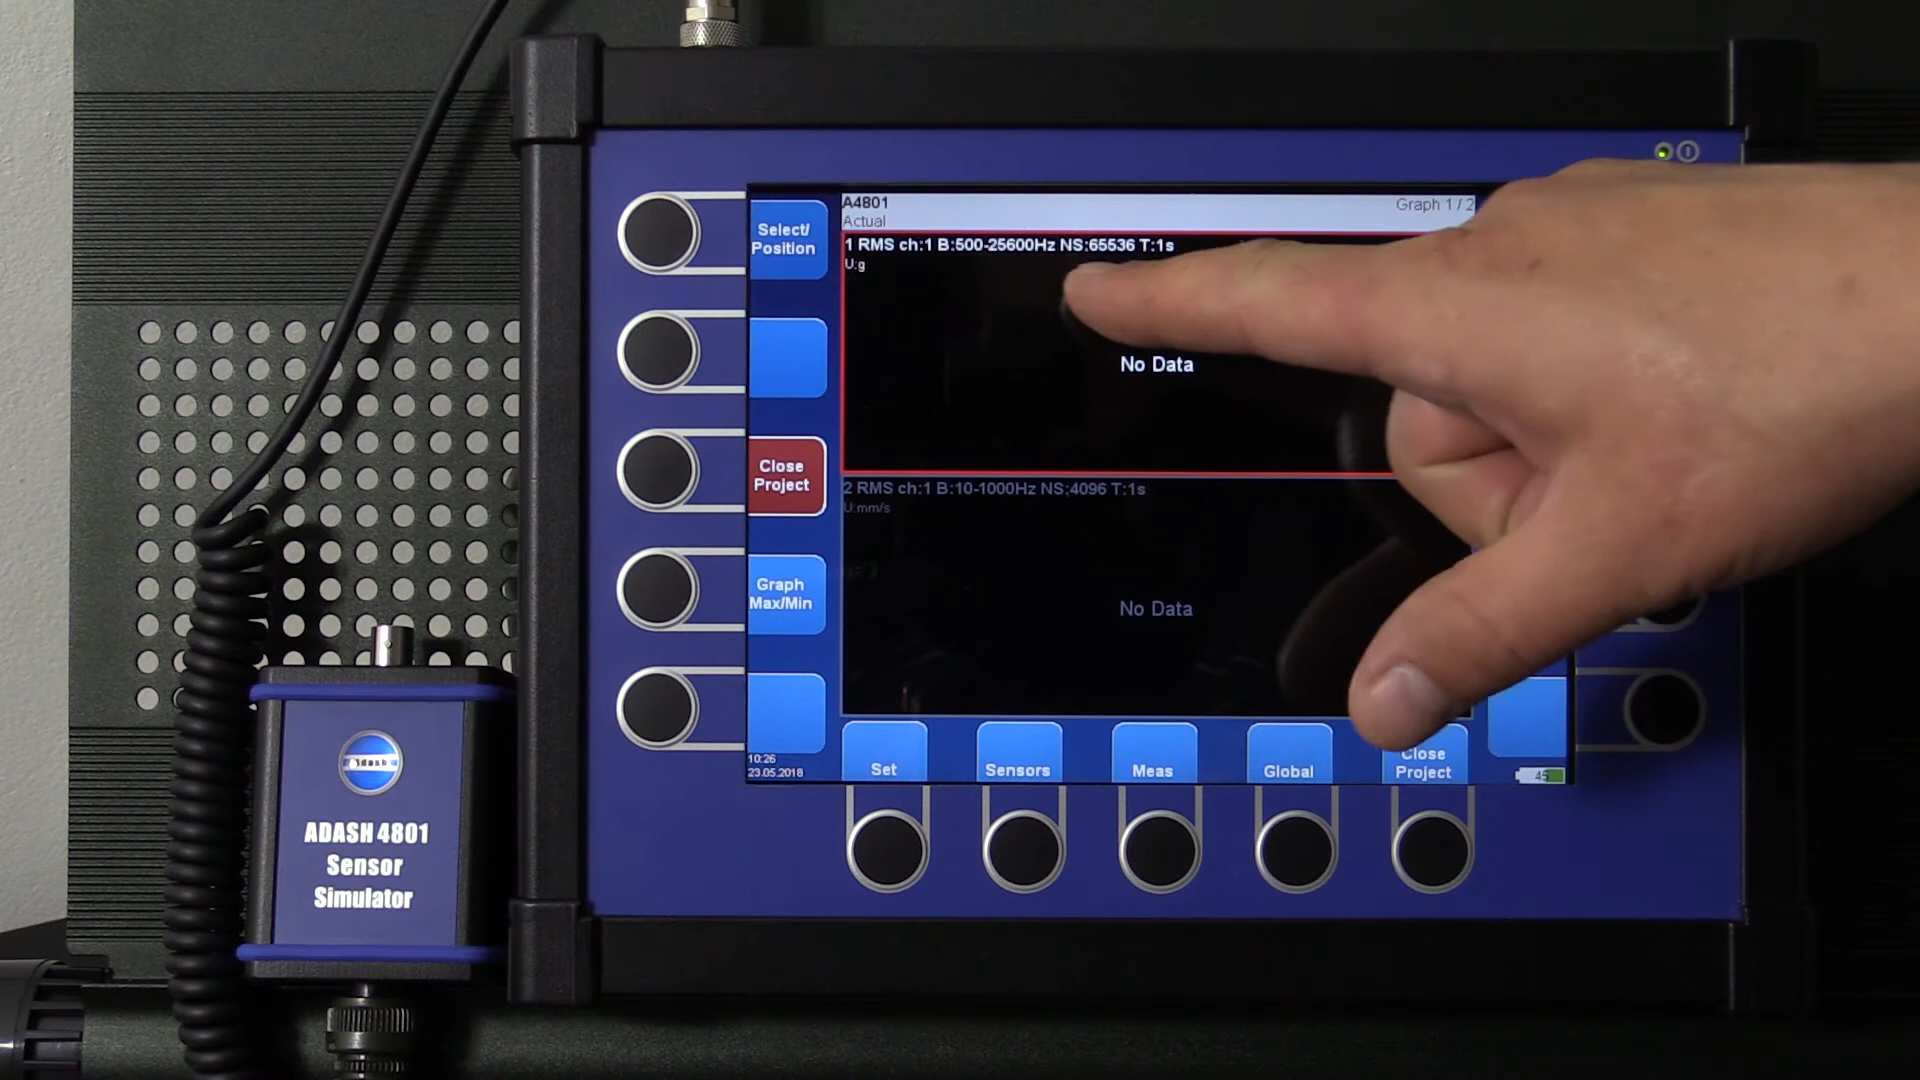 Select/
Position
Close
Project
Graph
Max/Min
10:26
23.05.2018
A4801
Actual
Graph 1 / 2
1 RMS ch:1 B:500-25600Hz NS:65536 T:1s
U:g
No Data
2 RMS ch:1 B:10-1000Hz NS:4096 T:1s
U:mm/s
No Data
Set
Sensors
Meas
Global
Close
Project
45
Adash
ADASH 4801
Sensor
Simulator